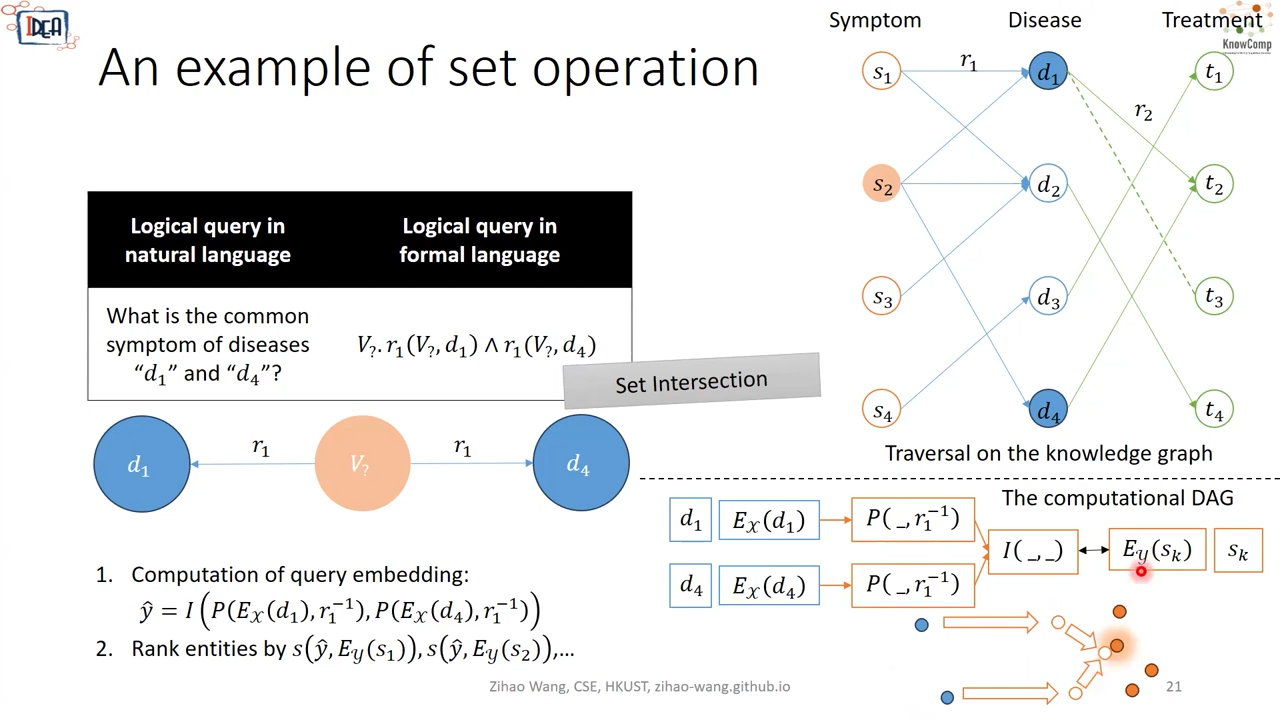 IDEA
An example of set operation
Symptom
Disease
Treatment
KnowComp
s₁
r₁
d₁
t₁
r₂
s₂
d₂
t₂
s₃
d₃
t₃
s₄
d₄
t₄
Traversal on the knowledge graph
Logical query in
natural language
Logical query in
formal language
What is the common
symptom of diseases
“d₁” and “d₄”?
V?. r₁(V?, d₁) ∧ r₁(V?, d₄)
Set Intersection
d₁
r₁
V?
r₁
d₄
1. Computation of query embedding:
ŷ = I(P(E_𝒳(d₁), r₁⁻¹), P(E_𝒳(d₄), r₁⁻¹))
2. Rank entities by s(ŷ, E_𝒴(s₁)), s(ŷ, E_𝒴(s₂)),…
The computational DAG
d₁ E_𝒳(d₁) P( _, r₁⁻¹)
I( _, _) E_𝒴(s_k) s_k
d₄ E_𝒳(d₄) P( _, r₁⁻¹)
Zihao Wang, CSE, HKUST, zihao-wang.github.io
21